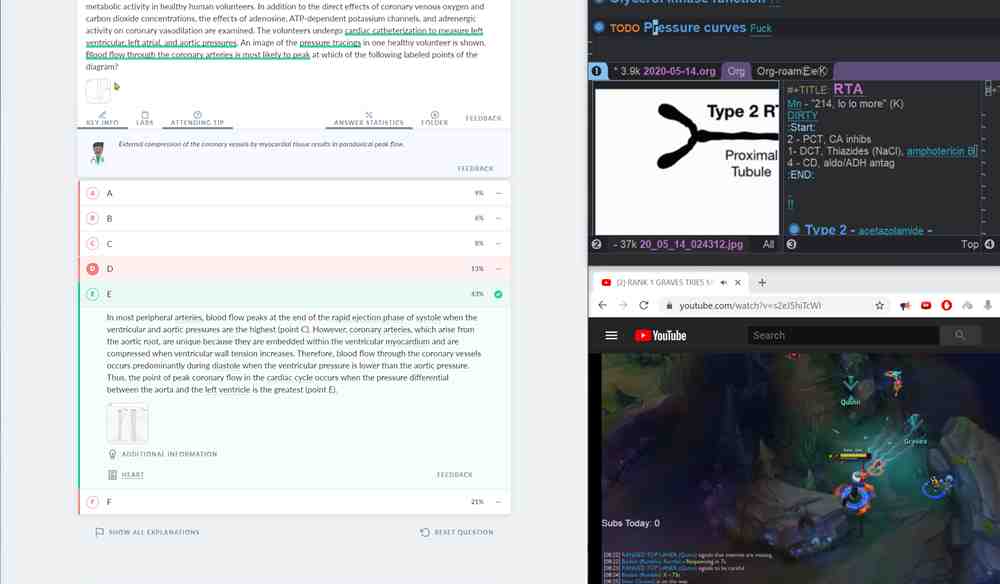 metabolic activity in healthy human volunteers. In addition to the direct effects of coronary venous oxygen and
carbon dioxide concentrations, the effects of adenosine, ATP-dependent potassium channels, and adrenergic
activity on coronary vasodilation are examined. The volunteers undergo cardiac catheterization to measure left
ventricular, left atrial, and aortic pressures. An image of the pressure tracings in one healthy volunteer is shown.
Blood flow through the coronary arteries is most likely to peak at which of the following labeled points of the
diagram?
KEY INFO
LABS
ATTENDING TIP
ANSWER STATISTICS
FOLDER
FEEDBACK
External compression of the coronary vessels by myocardial tissue results in paradoxical peak flow.
FEEDBACK
A A 9%
B B 6%
C C 8%
D D 13%
E E 43%
In most peripheral arteries, blood flow peaks at the end of the rapid ejection phase of systole when the
ventricular and aortic pressures are the highest (point C). However, coronary arteries, which arise from
the aortic root, are unique because they are embedded within the ventricular myocardium and are
compressed when ventricular wall tension increases. Therefore, blood flow through the coronary vessels
occurs predominantly during diastole when the ventricular pressure is lower than the aortic pressure.
Thus, the point of peak coronary flow in the cardiac cycle occurs when the pressure differential
between the aorta and the left ventricle is the greatest (point E).
ADDITIONAL INFORMATION
HEART
FEEDBACK
F F 21%
SHOW ALL EXPLANATIONS
RESET QUESTION
TODO Pressure curves Fuck
1 * 3.9k 2020-05-14.org Org Org-roam
Type 2
Proximal
Tubule
#+TITLE: RTA
Mn - "214, lo lo more" (K)
DIRTY
:Start:
2 - PCT, CA inhibs
1- DCT, Thiazides (NaCl), amphotericin B
4 - CD, aldo/ADH antag
:END:
!!
Type 2 - acetazolamide -
2 - 37k 20_05_14_024312.jpg All
3 Top 4
(2) RANK 1 GRAVES TRIES
youtube.com/watch?v=s2eJ5hiTcWI
YouTube
Search
Quinn
Graves
Subs Today: 0